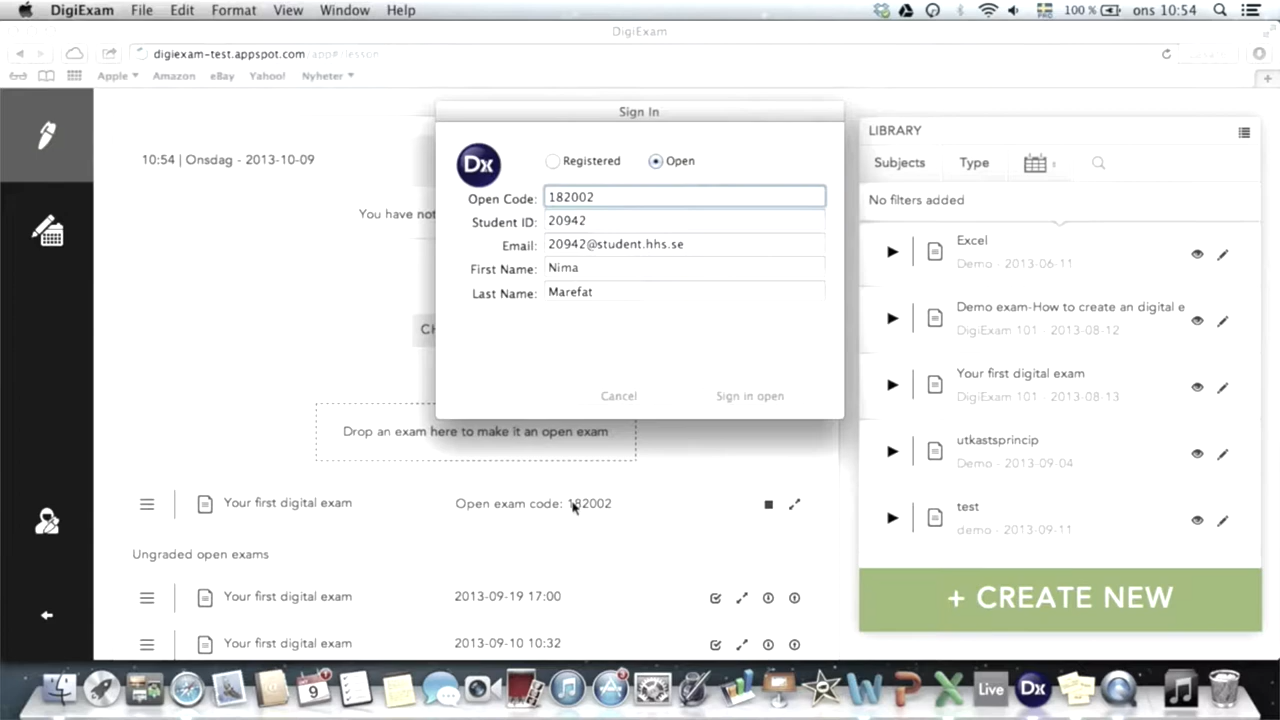 DigiExam File Edit Format View Window Help 100 % ons 10:54
DigiExam
digiexam-test.appspot.com/app#/lesson
Apple Amazon eBay Yahoo! Nyheter
10:54 | Onsdag - 2013-10-09
You have not
CH
Sign In
Dx
Registered Open
Open Code: 182002
Student ID: 20942
Email: 20942@student.hhs.se
First Name: Nima
Last Name: Marefat
Cancel Sign in open
Drop an exam here to make it an open exam
Your first digital exam Open exam code: 182002
Ungraded open exams
Your first digital exam 2013-09-19 17:00
Your first digital exam 2013-09-10 10:32
LIBRARY
Subjects Type
No filters added
Excel
Demo - 2013-06-11
Demo exam-How to create an digital e
DigiExam 101 - 2013-08-12
Your first digital exam
DigiExam 101 - 2013-08-13
utkastsprincip
Demo - 2013-09-04
test
demo - 2013-09-11
+ CREATE NEW
9 W P X Live Dx